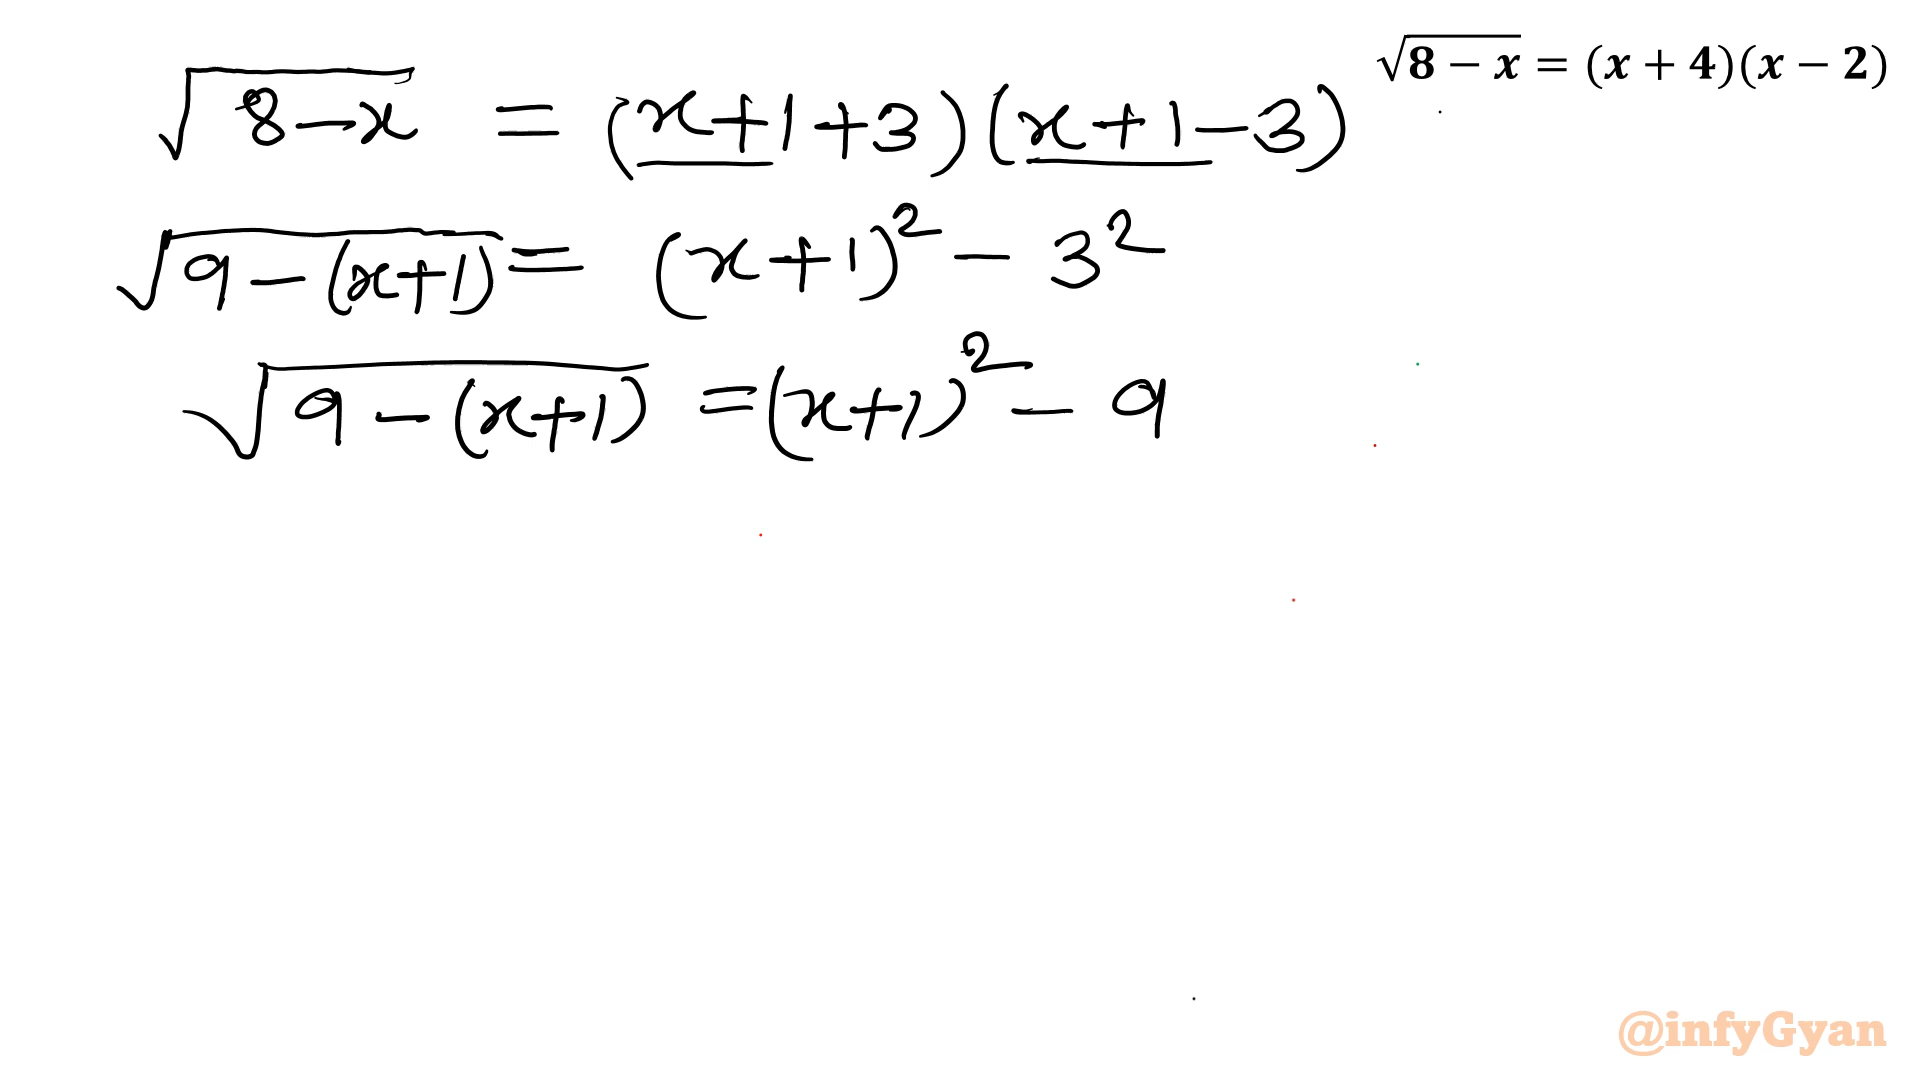 √(8 − x) = (x + 4)(x − 2)
√(8−x) = (x+1+3)(x+1−3)
√(9−(x+1)) = (x+1)² − 3²
√(9−(x+1)) = (x+1)² − 9
@infyGyan